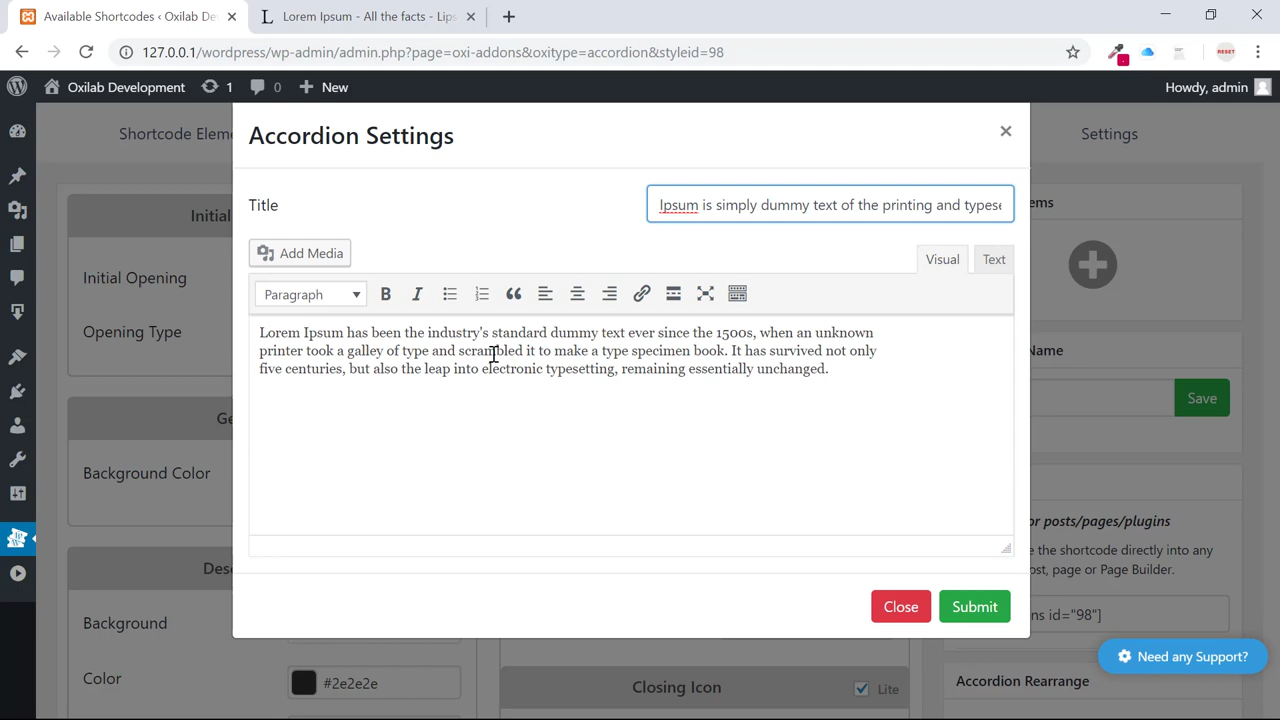 Available Shortcodes ‹ Oxilab De
Lorem Ipsum - All the facts - Lips
127.0.0.1/wordpress/wp-admin/admin.php?page=oxi-addons&oxitype=accordion&styleid=98
RESET
Oxilab Development
1
0
New
Howdy, admin
Shortcode Eleme
Settings
Accordion Settings
Title
Ipsum is simply dummy text of the printing and typese
Add Media
Visual
Text
Paragraph
Lorem Ipsum has been the industry's standard dummy text ever since the 1500s, when an unknown
printer took a galley of type and scrambled it to make a type specimen book. It has survived not only
five centuries, but also the leap into electronic typesetting, remaining essentially unchanged.
Close
Submit
Initial
Initial Opening
Opening Type
Ge
Background Color
Desc
Background
Color
#2e2e2e
Closing Icon
Lite
ems
Name
Save
or posts/pages/plugins
e the shortcode directly into any
ost, page or Page Builder.
ns id="98"]
Need any Support?
Accordion Rearrange